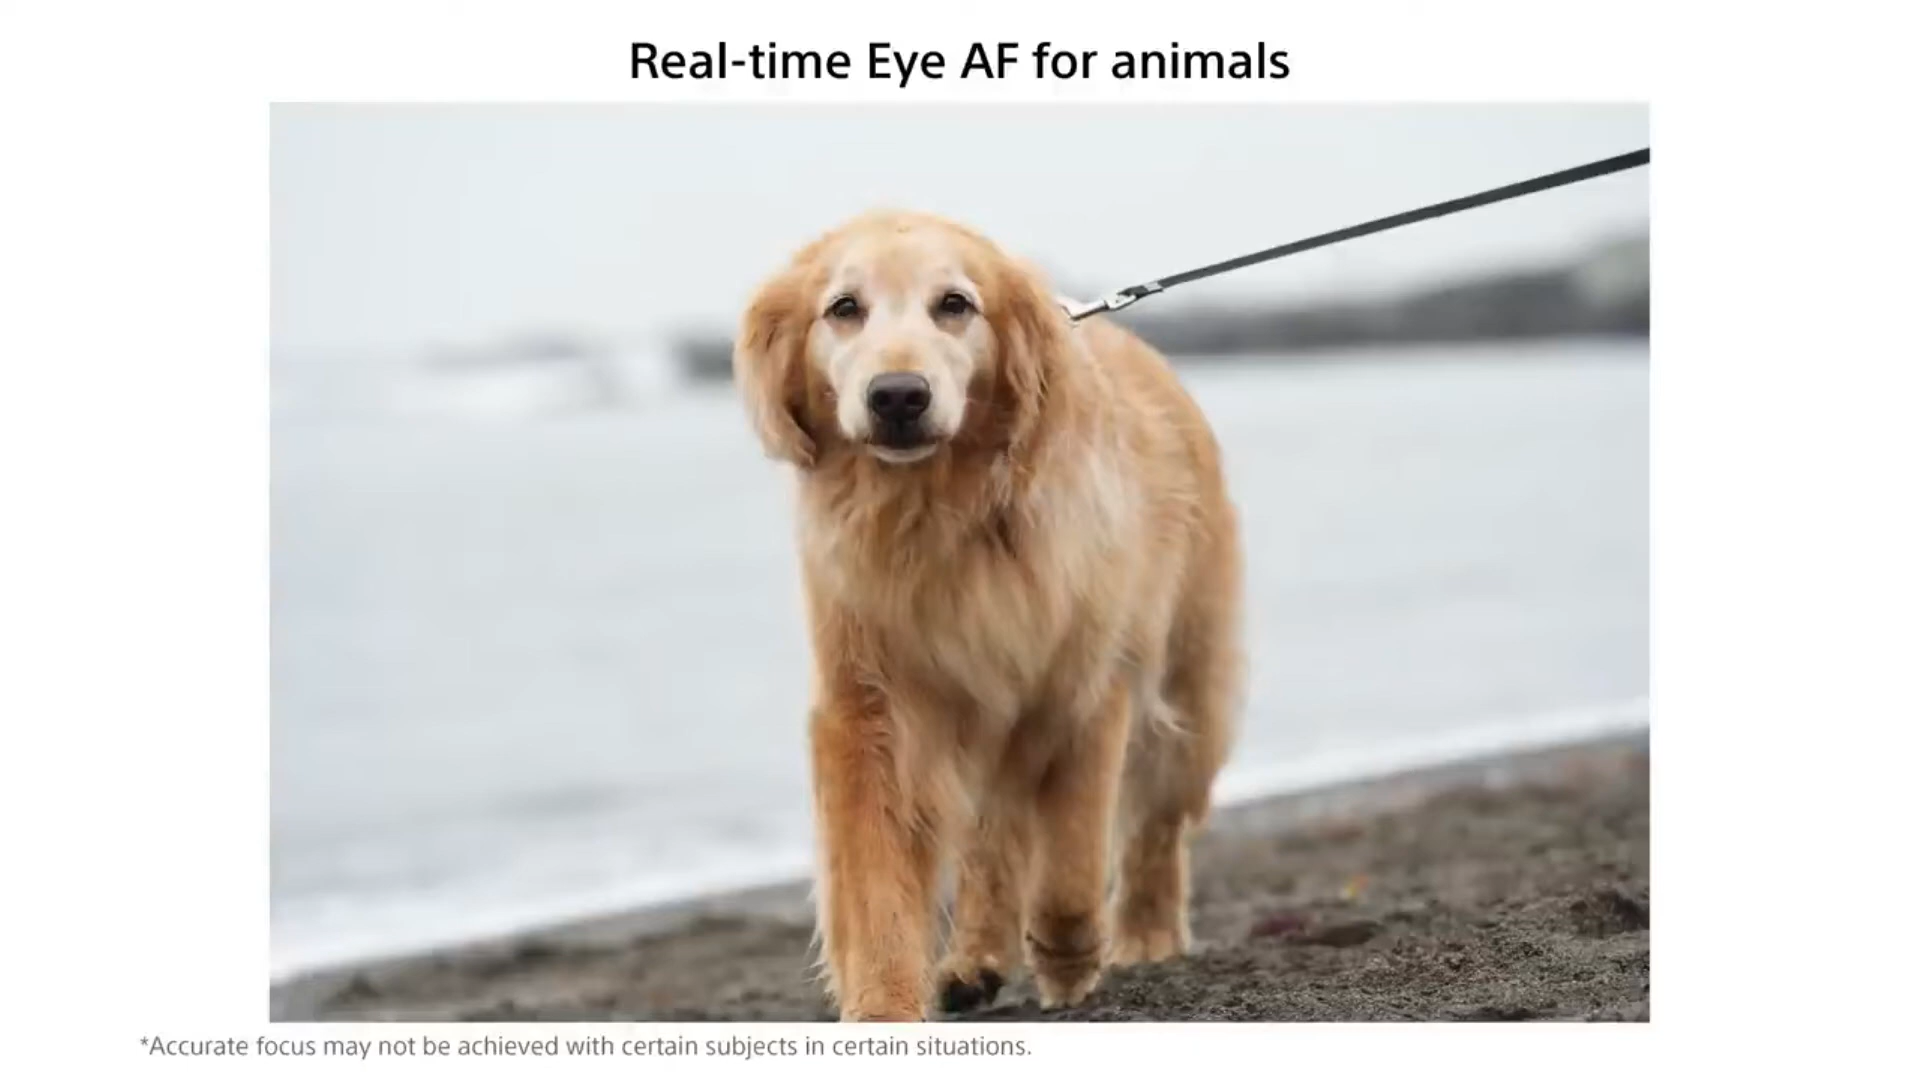 Real-time Eye AF for animals
*Accurate focus may not be achieved with certain subjects in certain situations.